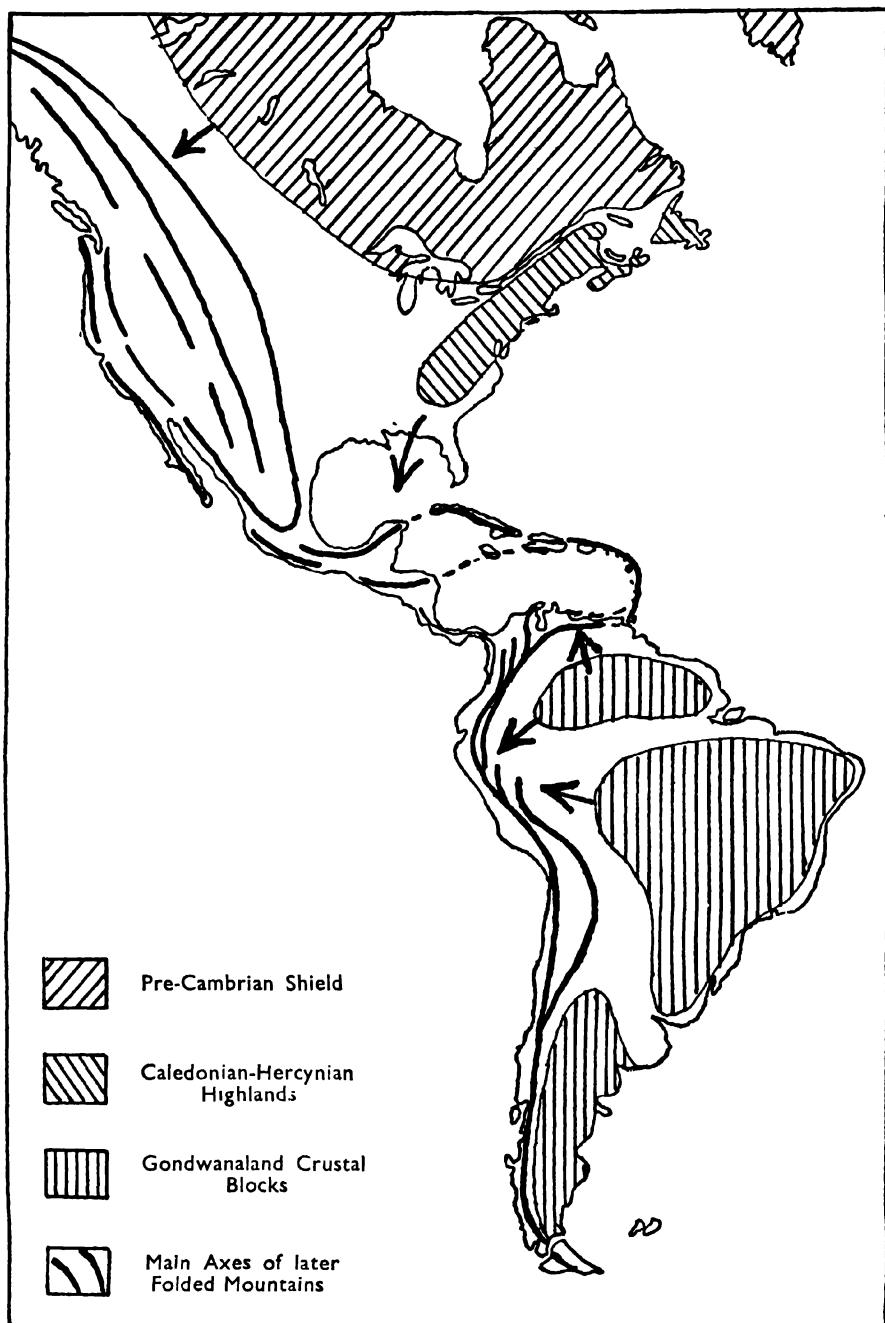 Pre-Cambrian Shield
Caledonian-Hercynian
Highlands
Gondwanaland Crustal
Blocks
Main Axes of later
Folded Mountains